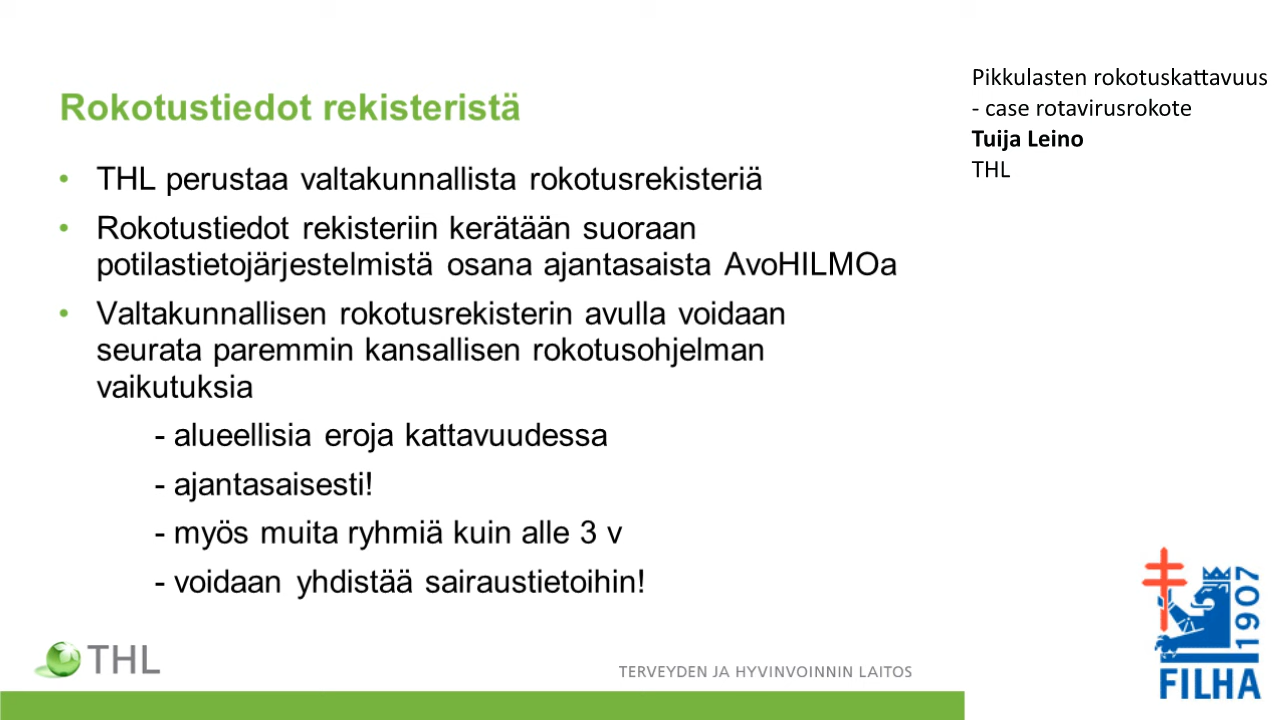 Rokotustiedot rekisteristä
• THL perustaa valtakunnallista rokotusrekisteriä
• Rokotustiedot rekisteriin kerätään suoraan
potilastietojärjestelmistä osana ajantasaista AvoHILMOa
• Valtakunnallisen rokotusrekisterin avulla voidaan
seurata paremmin kansallisen rokotusohjelman
vaikutuksia
- alueellisia eroja kattavuudessa
- ajantasaisesti!
- myös muita ryhmiä kuin alle 3 v
- voidaan yhdistää sairaustietoihin!
THL
TERVEYDEN JA HYVINVOINNIN LAITOS
Pikkulasten rokotuskattavuus
- case rotavirusrokote
Tuija Leino
THL
1907
FILHA